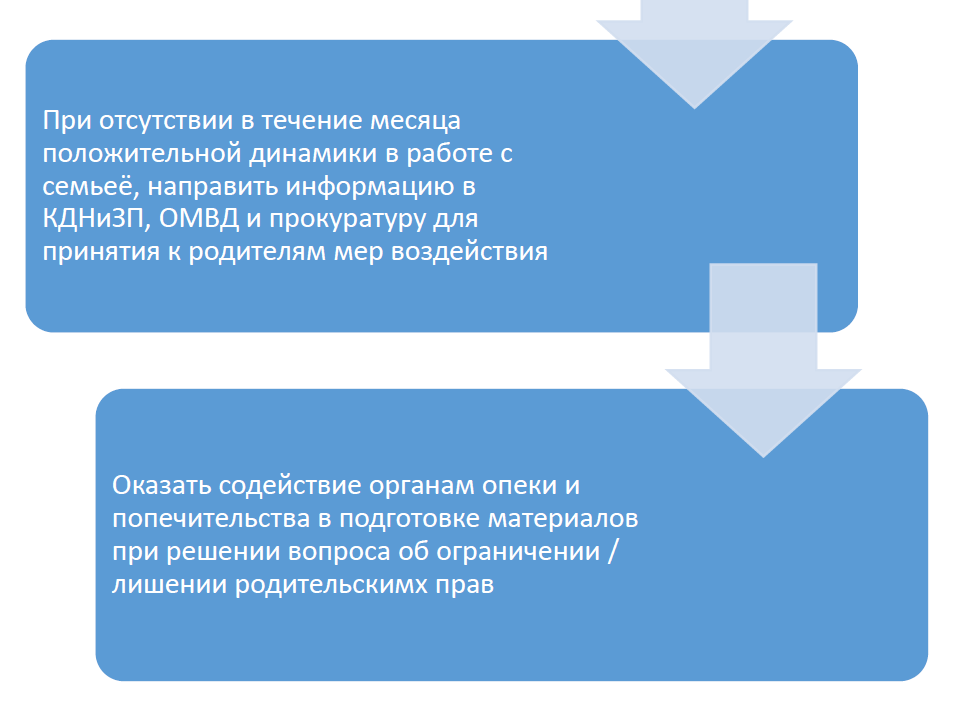 При отсутствии в течение месяца
положительной динамики в работе с
семьеё, направить информацию в
КДНиЗП, ОМВД и прокуратуру для
принятия к родителям мер воздействия
Оказать содействие органам опеки и
попечительства в подготовке материалов
при решении вопроса об ограничении /
лишении родительскимх прав